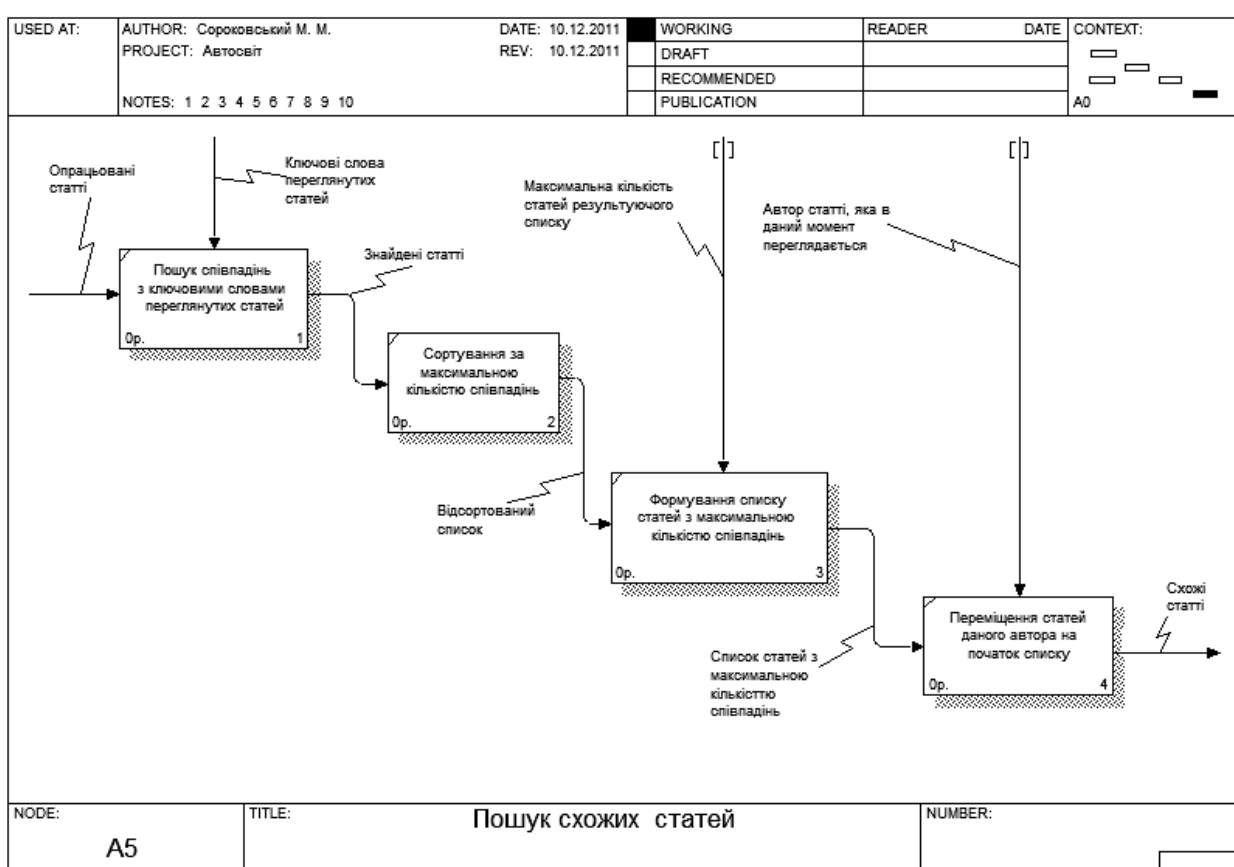 USED AT:
AUTHOR: Сороковський М. М.
DATE: 10.12.2011
PROJECT: Автосвіт
REV: 10.12.2011
NOTES: 1 2 3 4 5 6 7 8 9 10
WORKING
DRAFT
RECOMMENDED
PUBLICATION
READER
DATE
CONTEXT:
A0
Опрацьовані
статті
Ключові слова
переглянутих
статей
Максимальна кількість
статей результуючого
списку
Автор статті, яка в
даний момент
переглядається
Пошук співпадінь
з ключовими словами
переглянутих статей
0р.
1
Знайдені статті
Сортування за
максимальною
кількістю співпадінь
0р.
2
Відсортований
список
Формування списку
статей з максимальною
кількістю співпадінь
0р.
3
Список статей з
максимальною
кількісттю
співпадінь
Переміщення статей
даного автора на
початок списку
0р.
4
Схожі
статті
NODE:
A5
TITLE:
Пошук схожих статей
NUMBER: